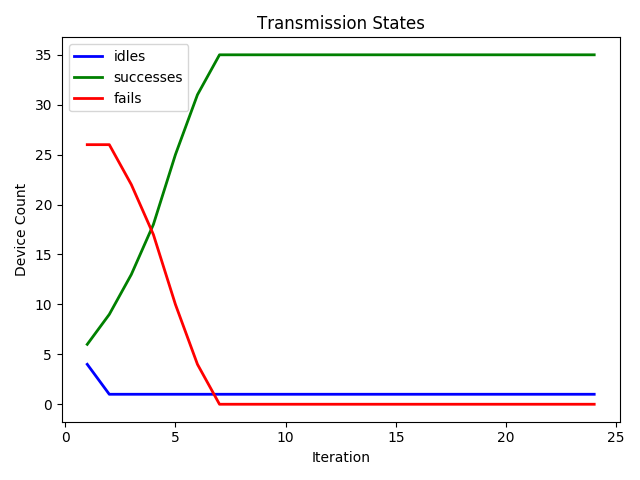 Transmission States
idles
successes
fails
Device Count
35
30
25
20
15
10
5
0
0 5 10 15 20 25
Iteration